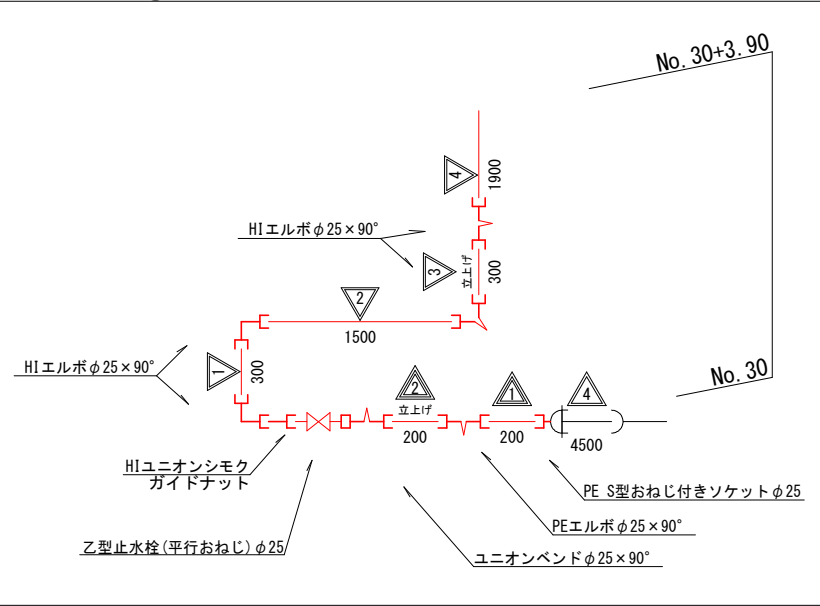 No.30+3.90
4
1900
HIエルボφ25×90°
3
立上げ
300
2
1500
HIエルボφ25×90°
1
300
No.30
2
立上げ
200
1
200
4
4500
HIユニオンシモク
ガイドナット
PE S型おねじ付きソケットφ25
PEエルボφ25×90°
乙型止水栓(平行おねじ)φ25
ユニオンベンドφ25×90°